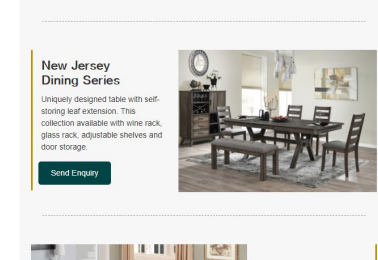 New Jersey
Dining Series
Uniquely designed table with self-
storing leaf extension. This
collection available with wine rack,
glass rack, adjustable shelves and
door storage.
Send Enquiry